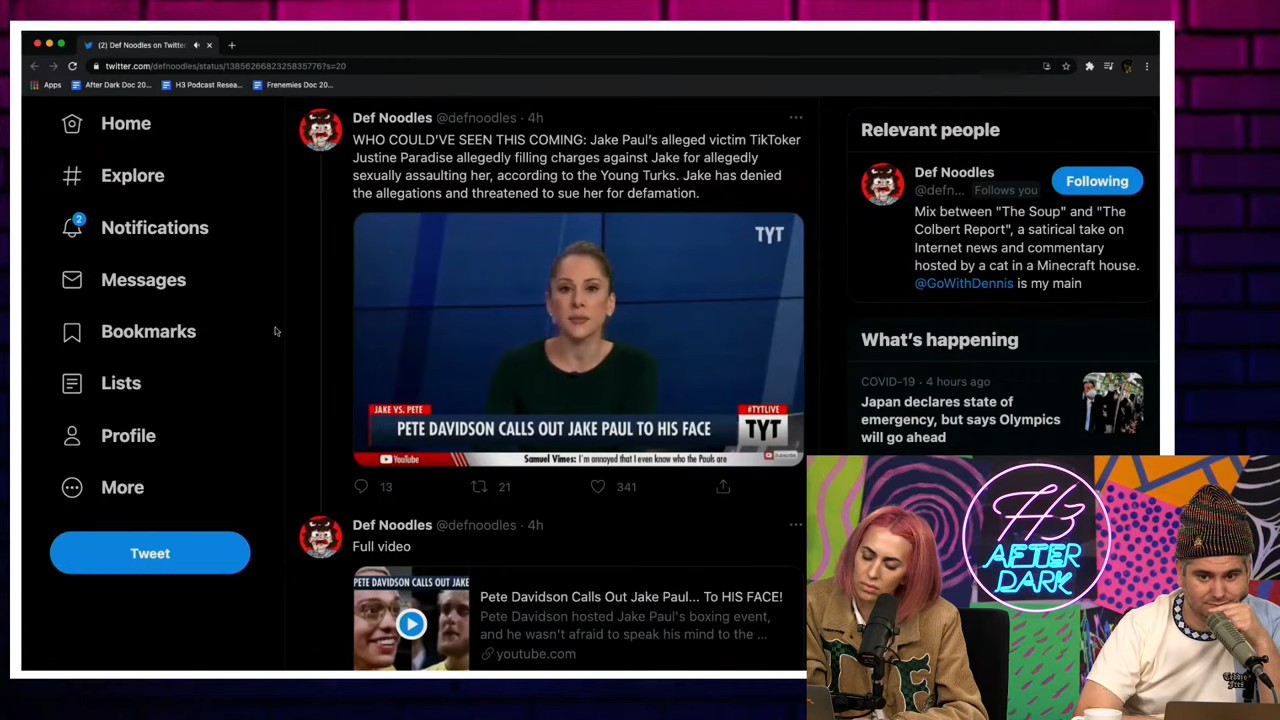 (2) Def Noodles on Twitter
twitter.com/defnoodles/status/1385626682325835776?s=20
Apps
After Dark Doc 20...
H3 Podcast Resea...
Frenemies Doc 20...
Home
Explore
2
Notifications
Messages
Bookmarks
Lists
Profile
More
Tweet
Def Noodles @defnoodles · 4h
WHO COULD'VE SEEN THIS COMING: Jake Paul's alleged victim TikToker
Justine Paradise allegedly filling charges against Jake for allegedly
sexually assaulting her, according to the Young Turks. Jake has denied
the allegations and threatened to sue her for defamation.
TYT
JAKE VS. PETE
#TYTLIVE
PETE DAVIDSON CALLS OUT JAKE PAUL TO HIS FACE
TYT
YouTube
Samuel Vimes: I'm annoyed that I even know who the Pauls are
Subscribe
13
21
341
Def Noodles @defnoodles · 4h
Full video
PETE DAVIDSON CALLS OUT JAKE
Pete Davidson Calls Out Jake Paul... To HIS FACE!
Pete Davidson hosted Jake Paul's boxing event,
and he wasn't afraid to speak his mind to the ...
youtube.com
Relevant people
Def Noodles
@defn... Follows you
Following
Mix between "The Soup" and "The
Colbert Report", a satirical take on
Internet news and commentary
hosted by a cat in a Minecraft house.
@GoWithDennis is my main
What's happening
COVID-19 · 4 hours ago
Japan declares state of
emergency, but says Olympics
will go ahead
H3
AFTER
DARK
Teddy
Fresh